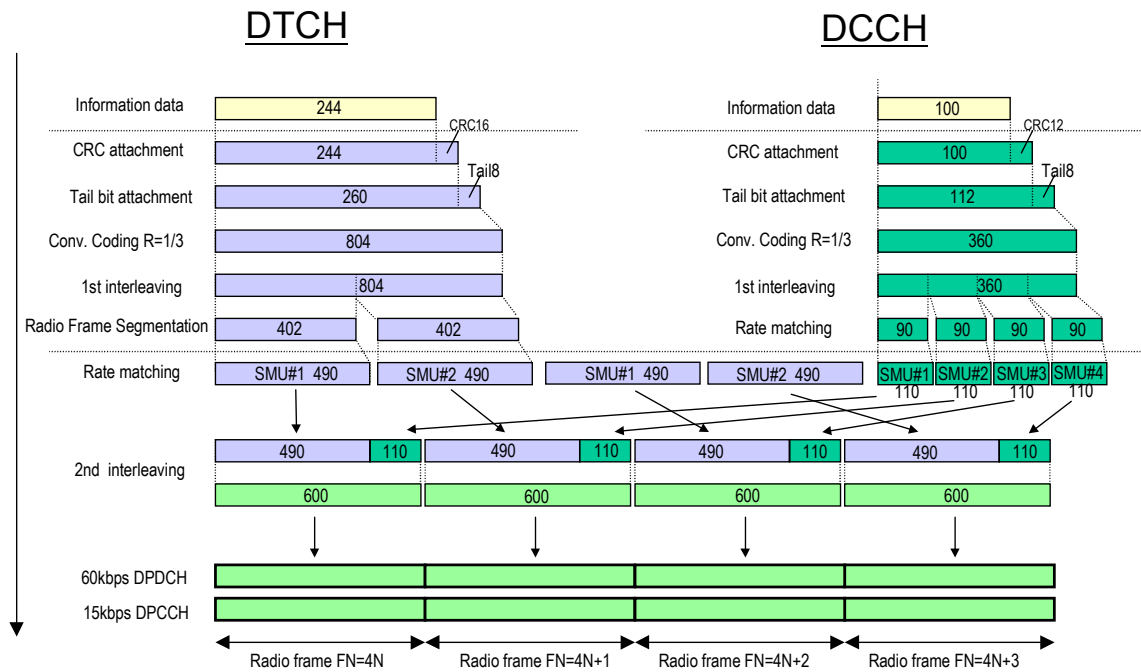 DTCH DCCH
Information data 244 Information data 100
CRC16 CRC12
CRC attachment 244 CRC attachment 100
Tail8 Tail8
Tail bit attachment 260 Tail bit attachment 112
Conv. Coding R=1/3 804 Conv. Coding R=1/3 360
1st interleaving 804 1st interleaving 360
Radio Frame Segmentation 402 402 Rate matching 90 90 90 90
Rate matching SMU#1 490 SMU#2 490 SMU#1 490 SMU#2 490 SMU#1 SMU#2 SMU#3 SMU#4
110 110 110 110
490 110 490 110 490 110 490 110
2nd interleaving
600 600 600 600
60kbps DPDCH
15kbps DPCCH
Radio frame FN=4N Radio frame FN=4N+1 Radio frame FN=4N+2 Radio frame FN=4N+3